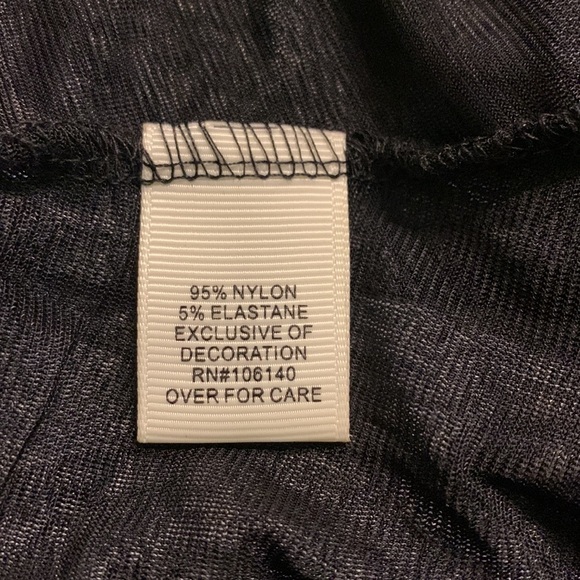 95% NYLON
5% ELASTANE
EXCLUSIVE OF
DECORATION
RN#106140
OVER FOR CARE